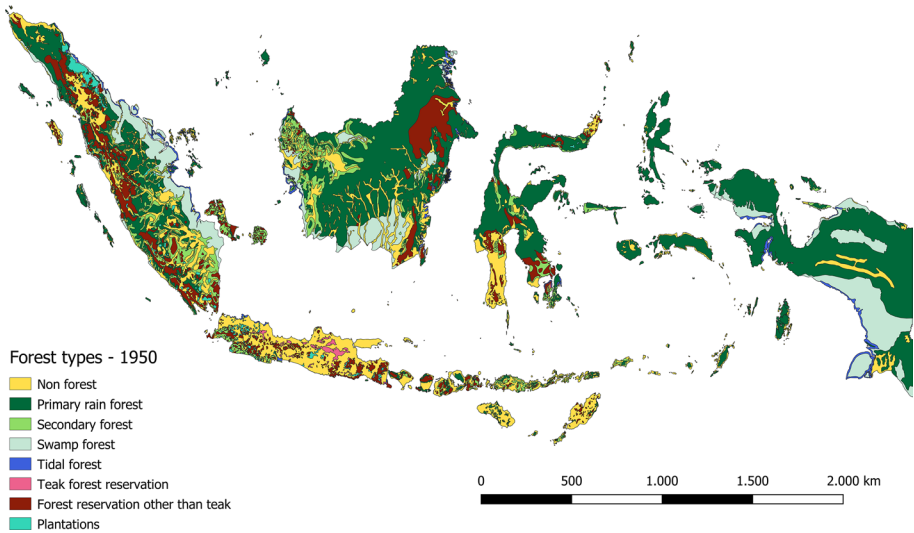 Forest types - 1950
Non forest
Primary rain forest
Secondary forest
Swamp forest
Tidal forest
Teak forest reservation
Forest reservation other than teak
Plantations
0 500 1.000 1.500 2.000 km